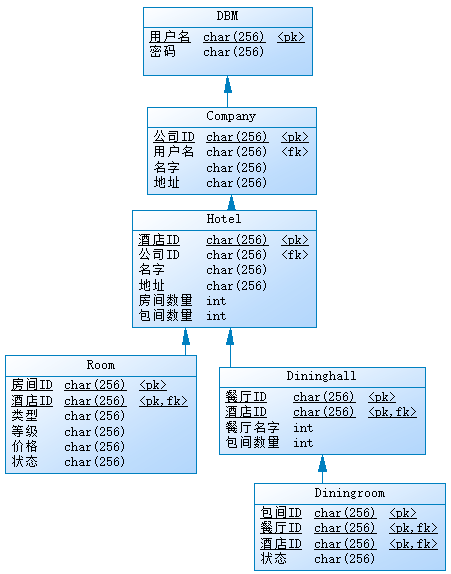 DBM
用户名 char(256) <pk>
密码 char(256)
Company
公司ID char(256) <pk>
用户名 char(256) <fk>
名字 char(256)
地址 char(256)
Hotel
酒店ID char(256) <pk>
公司ID char(256) <fk>
名字 char(256)
地址 char(256)
房间数量 int
包间数量 int
Room
房间ID char(256) <pk>
酒店ID char(256) <pk,fk>
类型 char(256)
等级 char(256)
价格 char(256)
状态 char(256)
Dininghall
餐厅ID char(256) <pk>
酒店ID char(256) <pk,fk>
餐厅名字 int
包间数量 int
Diningroom
包间ID char(256) <pk>
餐厅ID char(256) <pk,fk>
酒店ID char(256) <pk,fk>
状态 char(256)